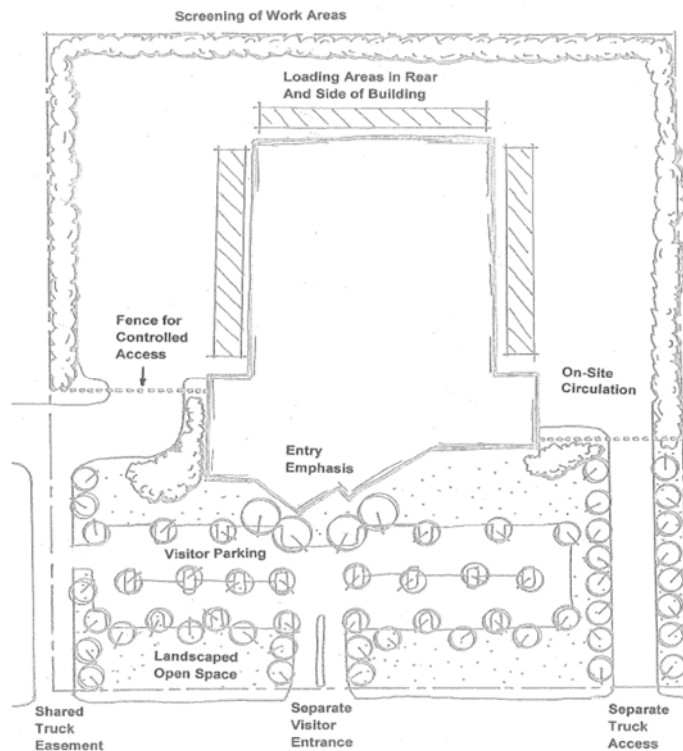 Screening of Work Areas
Loading Areas in Rear
And Side of Building
Fence for
Controlled
Access
On-Site
Circulation
Entry
Emphasis
Visitor Parking
Landscaped
Open Space
Shared
Truck
Easement
Separate
Visitor
Entrance
Separate
Truck
Access